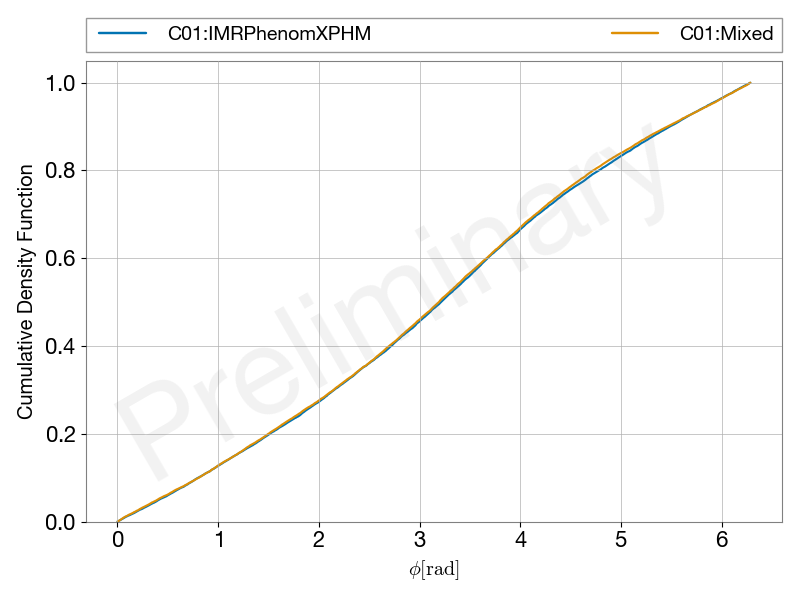 C01:IMRPhenomXPHM C01:Mixed
Cumulative Density Function
1.0
0.8
0.6
0.4
0.2
0.0
Preliminary
0 1 2 3 4 5 6
ϕ[rad]